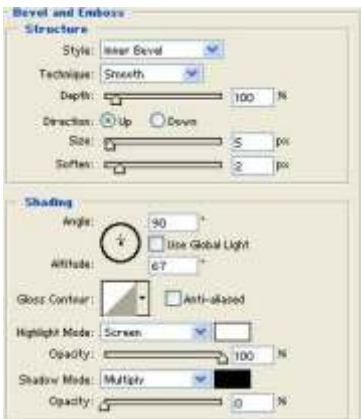 Bevel and Emboss
Structure
Style: Inner Bevel
Technique: Smooth
Depth: 100 %
Direction: Up Down
Size: 5 px
Soften: 2 px
Shading
Angle: 90 °
Use Global Light
Altitude: 67 °
Gloss Contour: Anti-aliased
Highlight Mode: Screen
Opacity: 100 %
Shadow Mode: Multiply
Opacity: 0 %